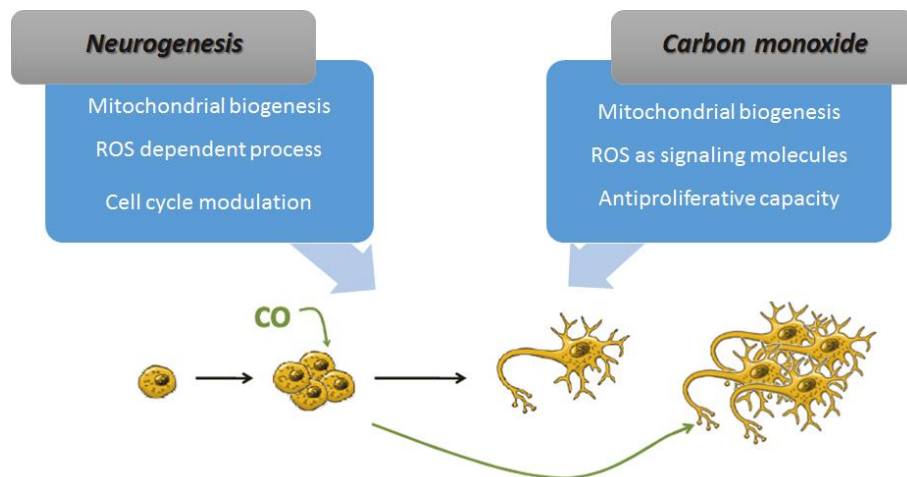 Neurogenesis
Mitochondrial biogenesis
ROS dependent process
Cell cycle modulation
Carbon monoxide
Mitochondrial biogenesis
ROS as signaling molecules
Antiproliferative capacity
CO